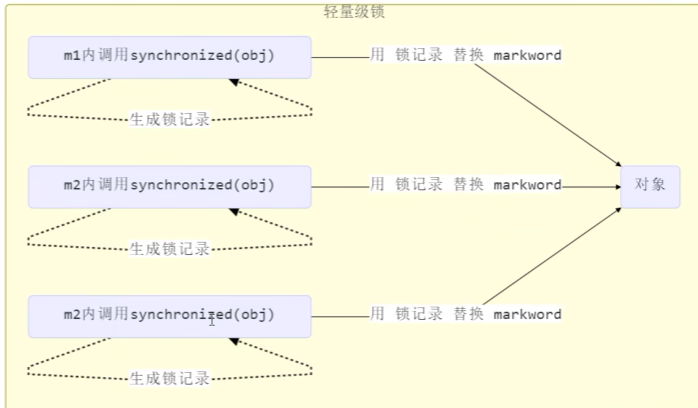 轻量级锁
m1内调用synchronized(obj)
用 锁记录 替换 markword
生成锁记录
m2内调用synchronized(obj)
用 锁记录 替换 markword
对象
生成锁记录
m2内调用synchronized(obj)
用 锁记录 替换 markword
生成锁记录